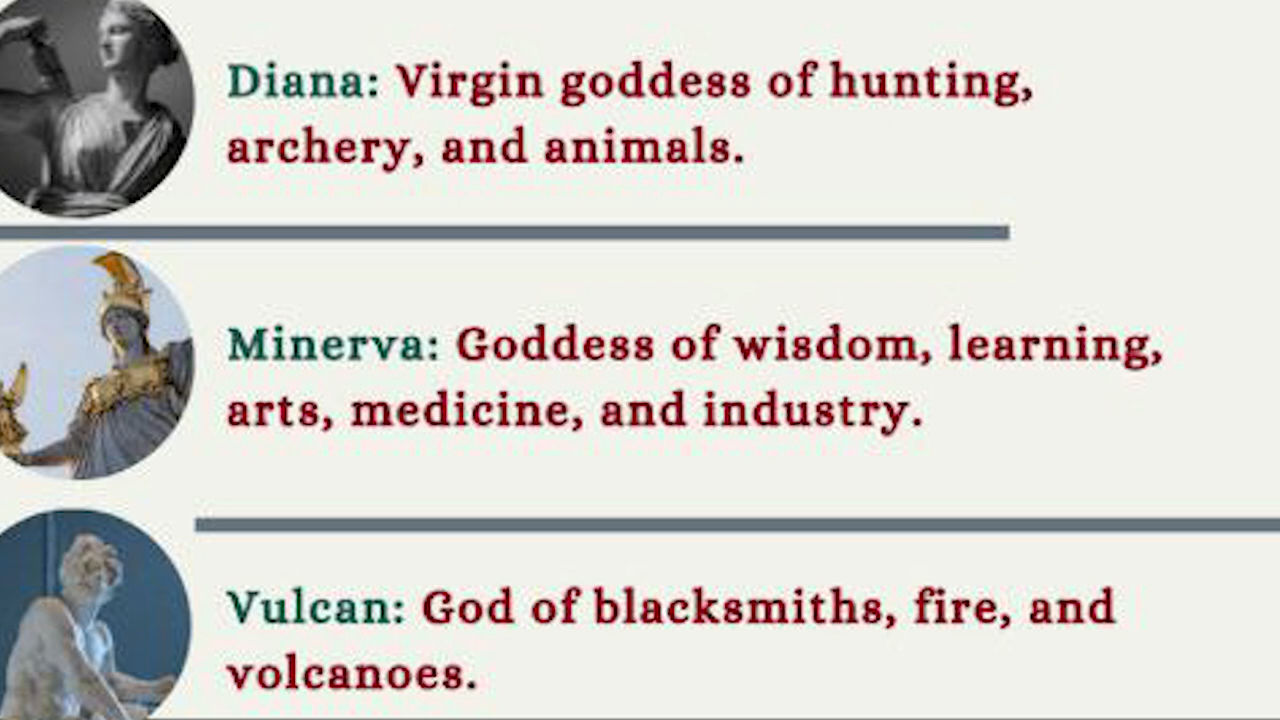 Diana: Virgin goddess of hunting,
archery, and animals.
Minerva: Goddess of wisdom, learning,
arts, medicine, and industry.
Vulcan: God of blacksmiths, fire, and
volcanoes.